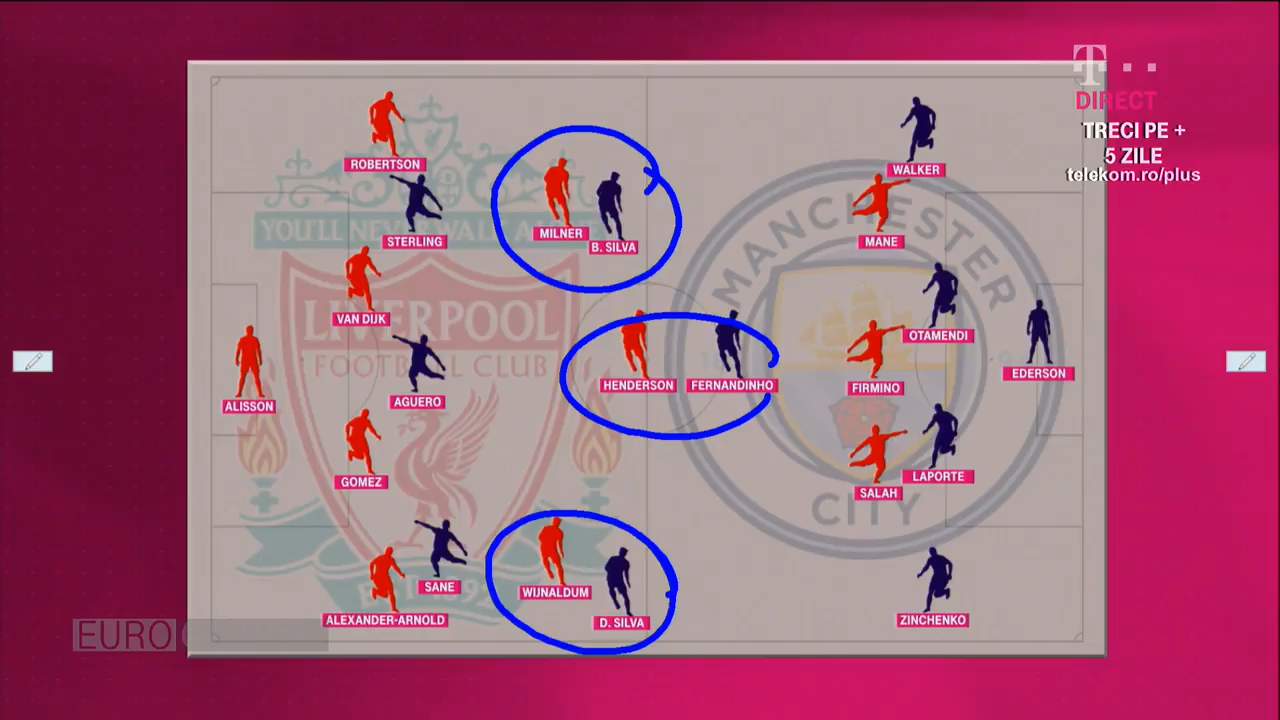 T
DIRECT
TRECI PE +
5 ZILE
telekom.ro/plus
ROBERTSON
WALKER
STERLING
MILNER
B. SILVA
MANE
YOU'LL NEVER WALK A
MANCHESTER
VAN DIJK
LIVERPOOL
FOOTBALL CLUB
OTAMENDI
EDERSON
HENDERSON
FERNANDINHO
FIRMINO
AGUERO
ALISSON
GOMEZ
LAPORTE
SALAH
CITY
SANE
WIJNALDUM
ALEXANDER-ARNOLD
D. SILVA
ZINCHENKO
EURO